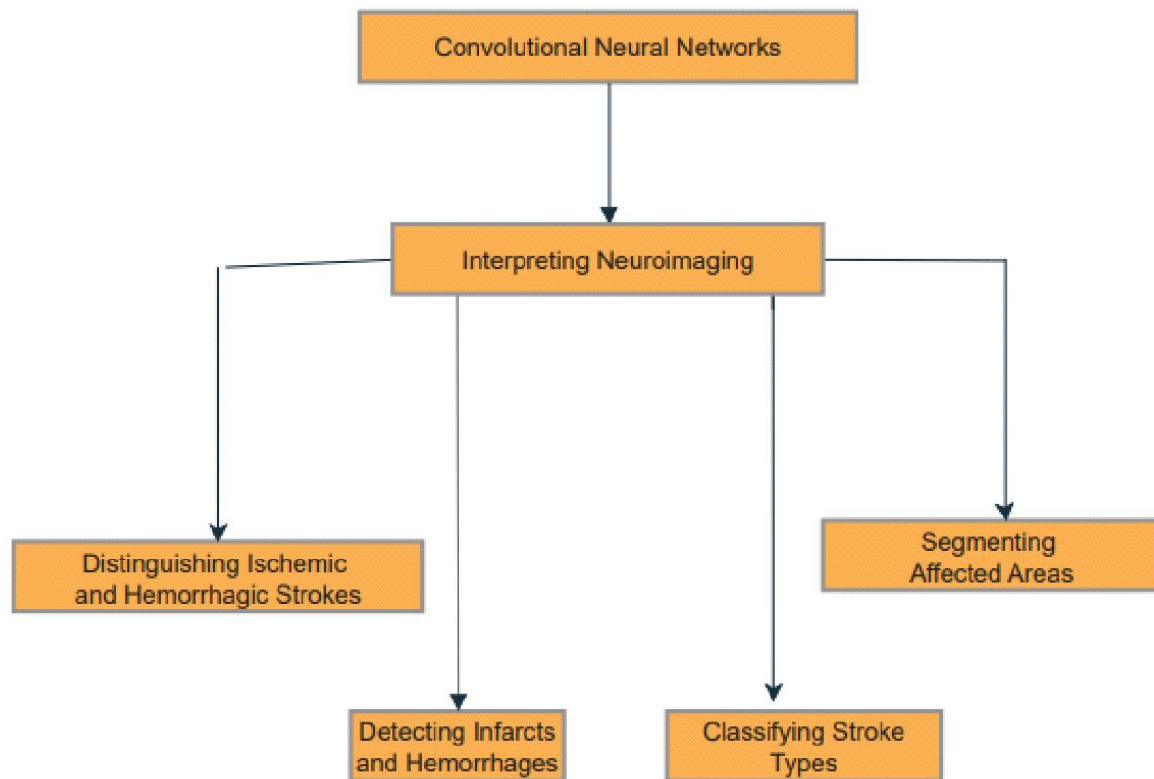 Convolutional Neural Networks
Interpreting Neuroimaging
Distinguishing Ischemic
and Hemorrhagic Strokes
Segmenting
Affected Areas
Detecting Infarcts
and Hemorrhages
Classifying Stroke
Types